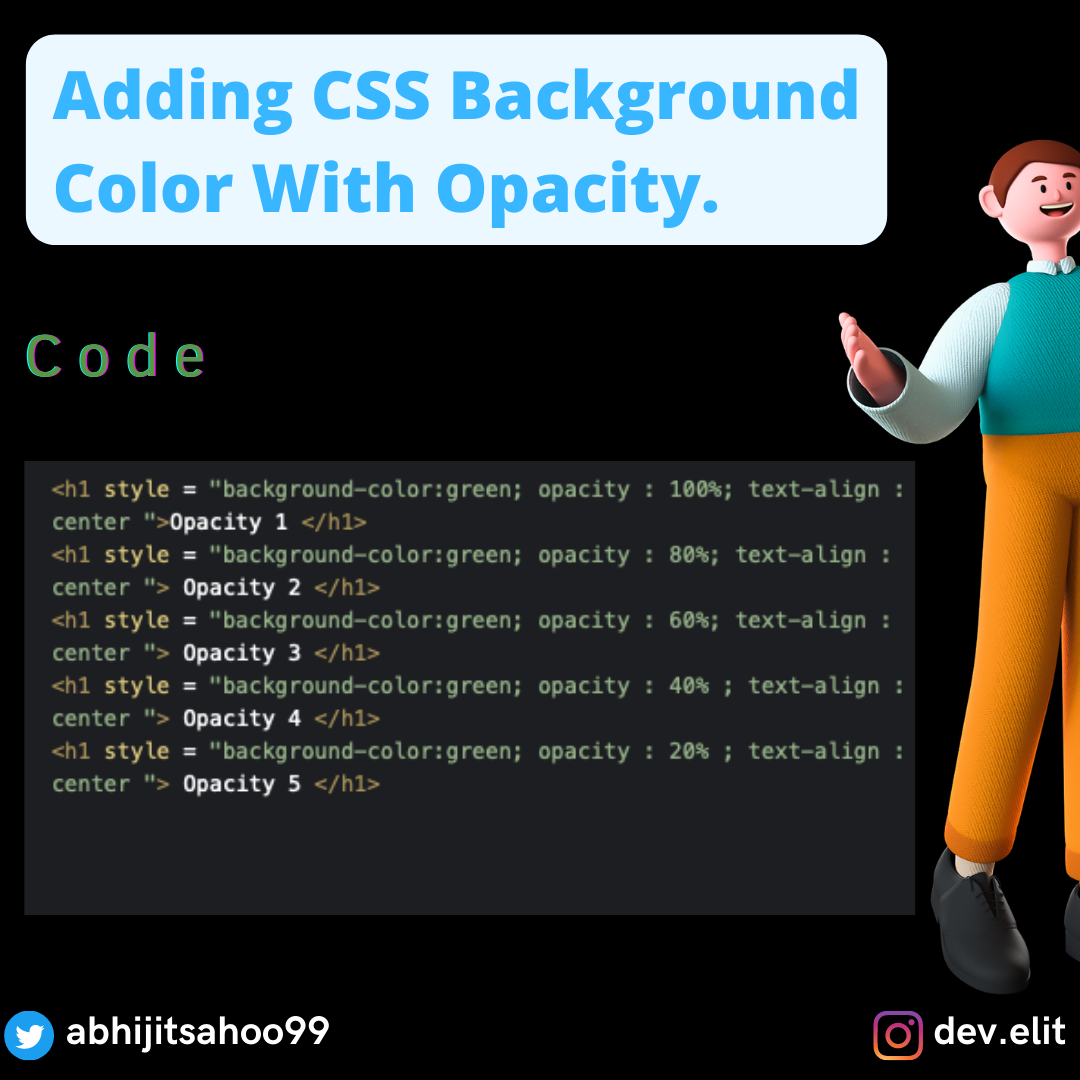 Adding CSS Background
Color With Opacity.
Code
<h1 style = "background-color:green; opacity : 100%; text-align :
center ">Opacity 1 </h1>
<h1 style = "background-color:green; opacity : 80%; text-align :
center "> Opacity 2 </h1>
<h1 style = "background-color:green; opacity : 60%; text-align :
center "> Opacity 3 </h1>
<h1 style = "background-color:green; opacity : 40% ; text-align :
center "> Opacity 4 </h1>
<h1 style = "background-color:green; opacity : 20% ; text-align :
center "> Opacity 5 </h1>
abhijitsahoo99
dev.elit